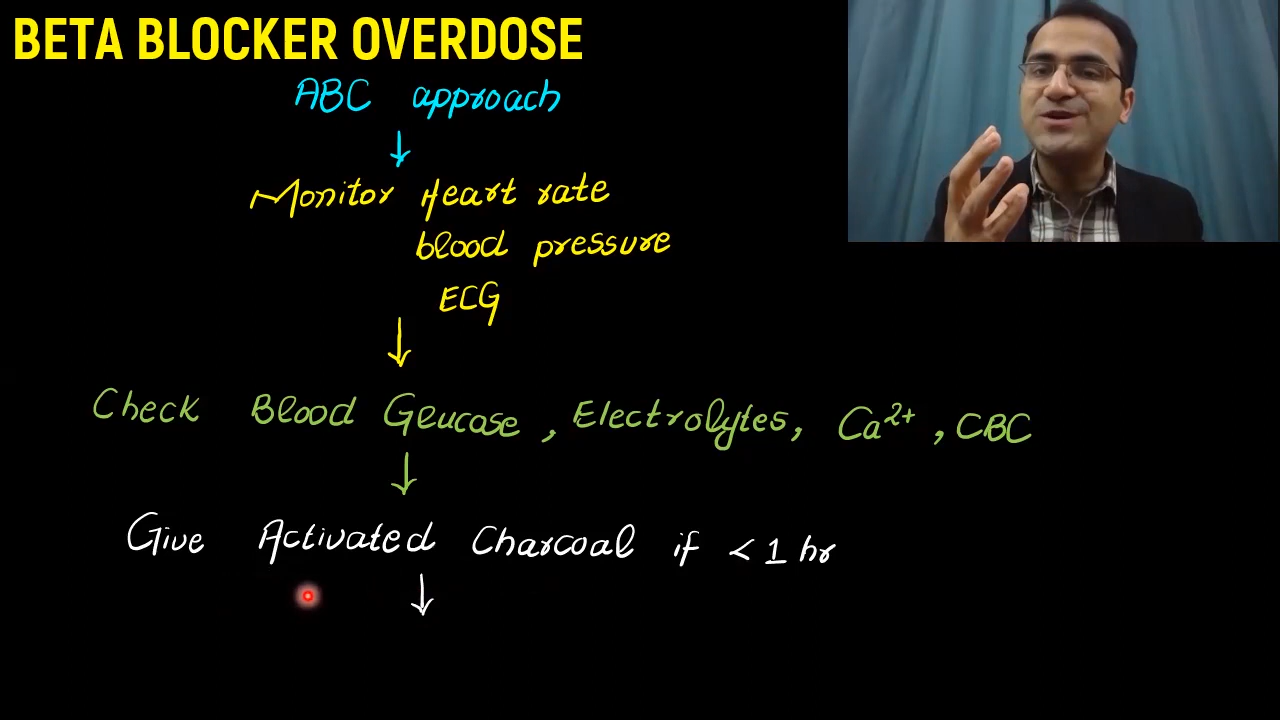 BETA BLOCKER OVERDOSE
ABC approach
Monitor Heart rate
blood pressure
ECG
Check Blood Glucose, Electrolytes, Ca²⁺, CBC
Give Activated Charcoal if < 1 hr